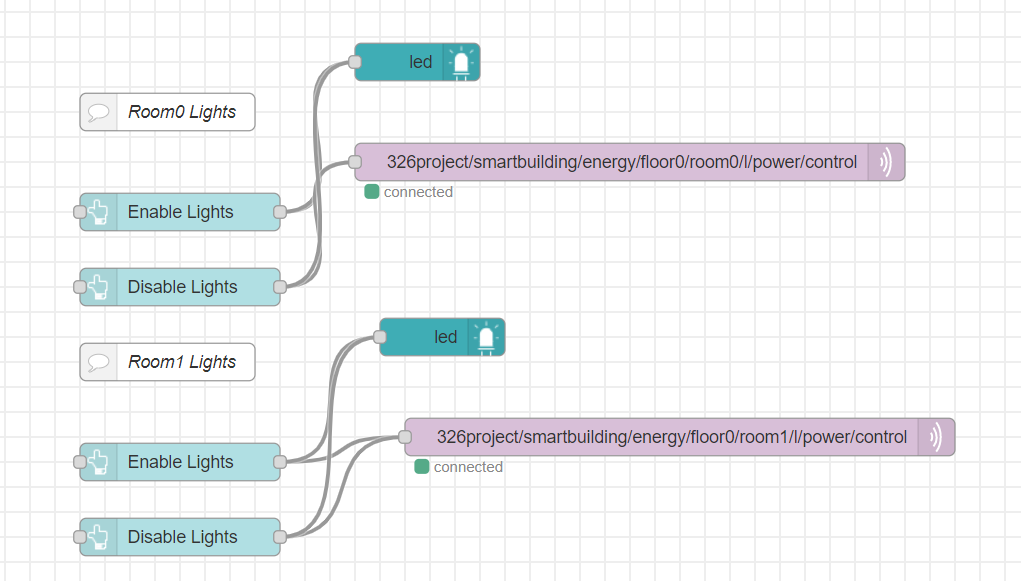 led
Room0 Lights
326project/smartbuilding/energy/floor0/room0/l/power/control
connected
Enable Lights
Disable Lights
led
Room1 Lights
326project/smartbuilding/energy/floor0/room1/l/power/control
Enable Lights
connected
Disable Lights